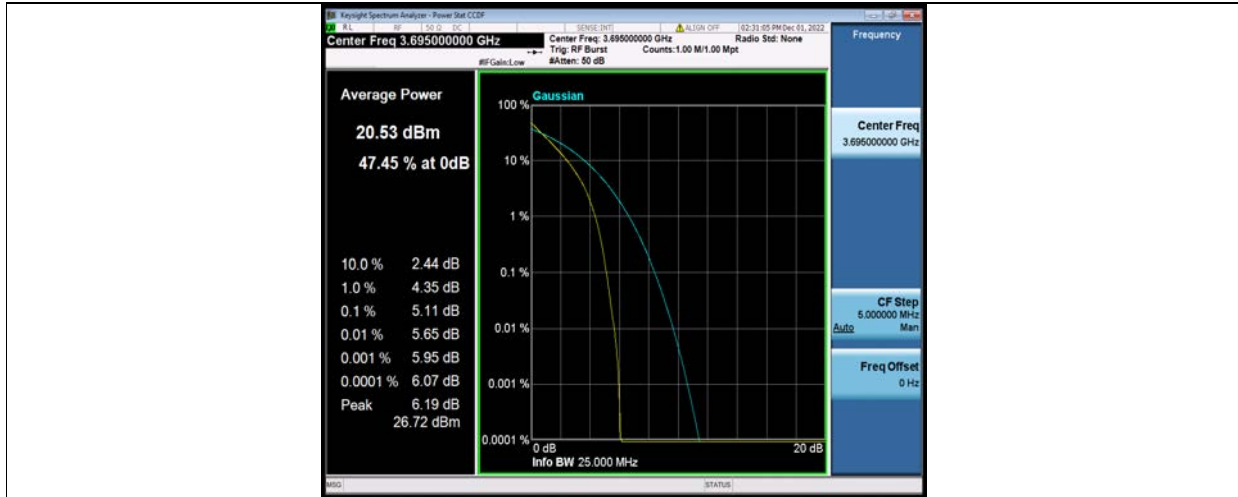 Keysight Spectrum Analyzer - Power Stat CCDF
RL RF 50 Ω DC SENSE:INT ALIGN OFF 02:31:05 PM Dec 01, 2022
Center Freq 3.695000000 GHz
Center Freq: 3.695000000 GHz Radio Std: None
Trig: RF Burst Counts:1.00 M/1.00 Mpt
#IFGain:Low #Atten: 50 dB
Frequency
Average Power
20.53 dBm
47.45 % at 0dB
10.0 % 2.44 dB
1.0 % 4.35 dB
0.1 % 5.11 dB
0.01 % 5.65 dB
0.001 % 5.95 dB
0.0001 % 6.07 dB
Peak 6.19 dB
26.72 dBm
Gaussian
100 %
10 %
1 %
0.1 %
0.01 %
0.001 %
0.0001 %
0 dB 20 dB
Info BW 25.000 MHz
Center Freq
3.695000000 GHz
CF Step
5.000000 MHz
Auto Man
Freq Offset
0 Hz
MSG STATUS